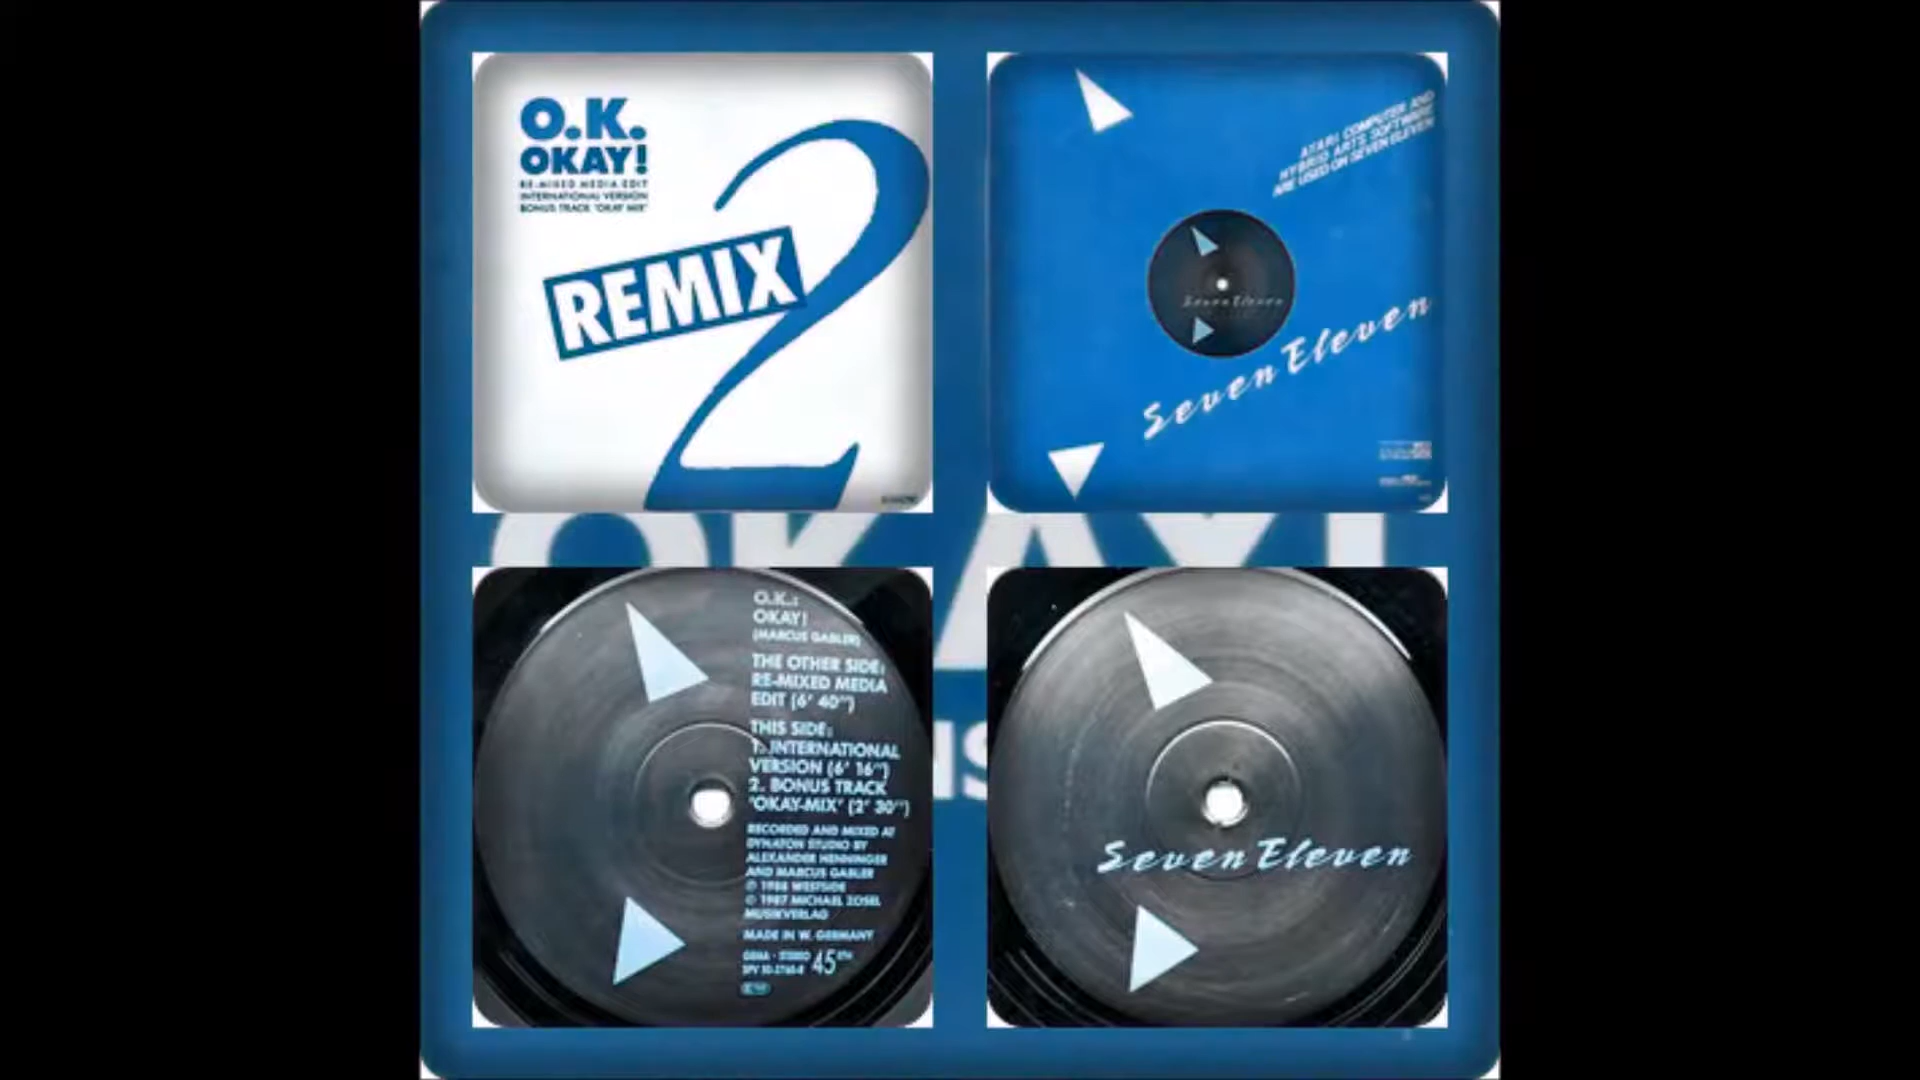 O.K.
OKAY!
RE-MIXED MEDIA EDIT
INTERNATIONAL VERSION
BONUS TRACK "OKAY MIX"
REMIX
2
ATARI COMPUTER AND
HYBRID ARTS SOFTWARE
ARE USED ON SEVEN ELEVEN
Seven Eleven
Seven Eleven
OKAY!
O.K.:
OKAY!
(MARCUS GABLER)
THE OTHER SIDE:
RE-MIXED MEDIA
EDIT (6' 40'')
THIS SIDE:
1. INTERNATIONAL
VERSION (6' 16'')
2. BONUS TRACK
"OKAY-MIX" (2' 30'')
RECORDED AND MIXED AT
DYNATON STUDIO BY
ALEXANDER HENNINGER
AND MARCUS GABLER
℗ 1988 WESTSIDE
© 1987 MICHAEL ZOSEL
MUSIKVERLAG
MADE IN W. GERMANY
GEMA · STEREO
45
Seven Eleven